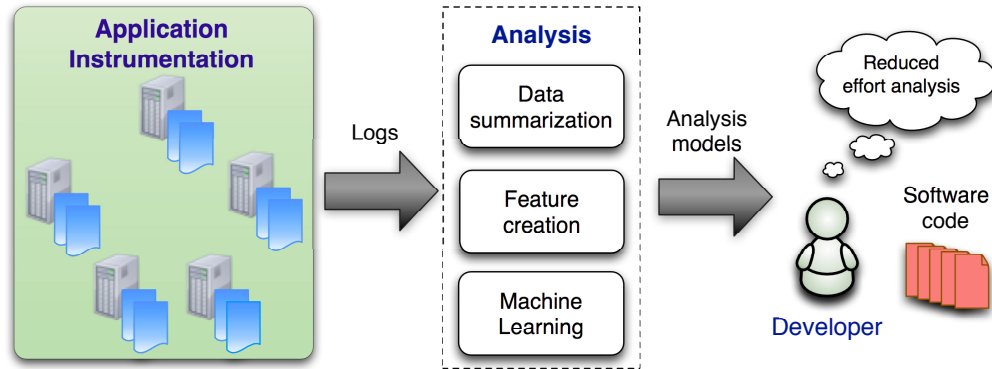 Application
Instrumentation
Logs
Analysis
Data
summarization
Feature
creation
Machine
Learning
Analysis
models
Reduced
effort analysis
Software
code
Developer